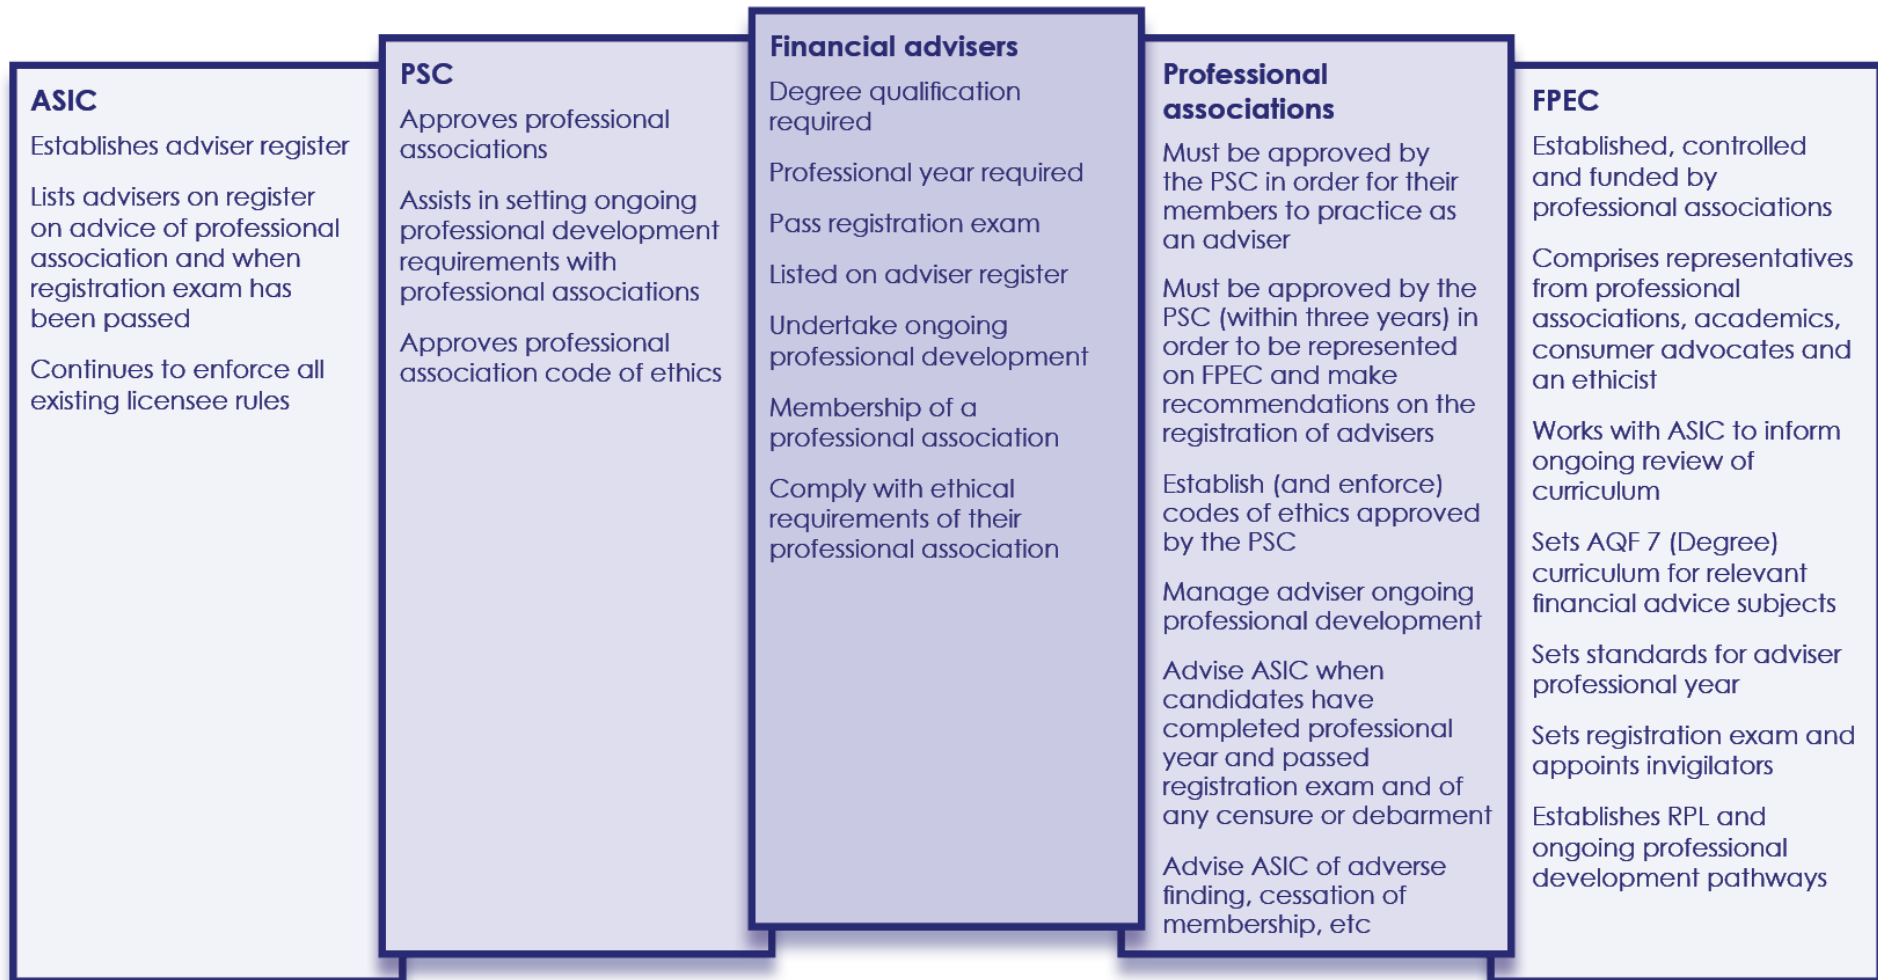 ASIC
Establishes adviser register
Lists advisers on register
on advice of professional
association and when
registration exam has
been passed
Continues to enforce all
existing licensee rules
PSC
Approves professional
associations
Assists in setting ongoing
professional development
requirements with
professional associations
Approves professional
association code of ethics
Financial advisers
Degree qualification
required
Professional year required
Pass registration exam
Listed on adviser register
Undertake ongoing
professional development
Membership of a
professional association
Comply with ethical
requirements of their
professional association
Professional
associations
Must be approved by
the PSC in order for their
members to practice as
an adviser
Must be approved by the
PSC (within three years) in
order to be represented
on FPEC and make
recommendations on the
registration of advisers
Establish (and enforce)
codes of ethics approved
by the PSC
Manage adviser ongoing
professional development
Advise ASIC when
candidates have
completed professional
year and passed
registration exam and of
any censure or debarment
Advise ASIC of adverse
finding, cessation of
membership, etc
FPEC
Established, controlled
and funded by
professional associations
Comprises representatives
from professional
associations, academics,
consumer advocates and
an ethicist
Works with ASIC to inform
ongoing review of
curriculum
Sets AQF 7 (Degree)
curriculum for relevant
financial advice subjects
Sets standards for adviser
professional year
Sets registration exam and
appoints invigilators
Establishes RPL and
ongoing professional
development pathways